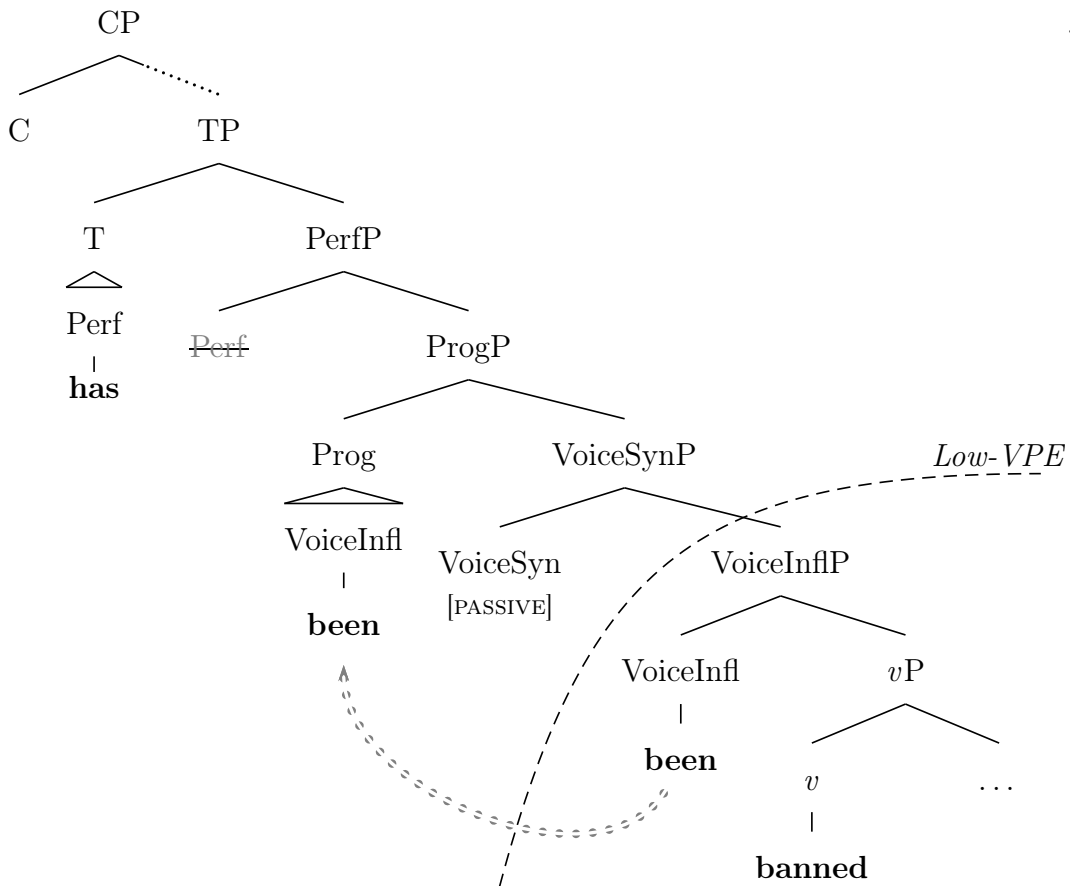 CP
C TP
T PerfP
Perf Perf ProgP
has
Prog VoiceSynP Low-VPE
VoiceInfl VoiceSyn VoiceInflP
[PASSIVE]
been
VoiceInfl vP
been v ...
banned